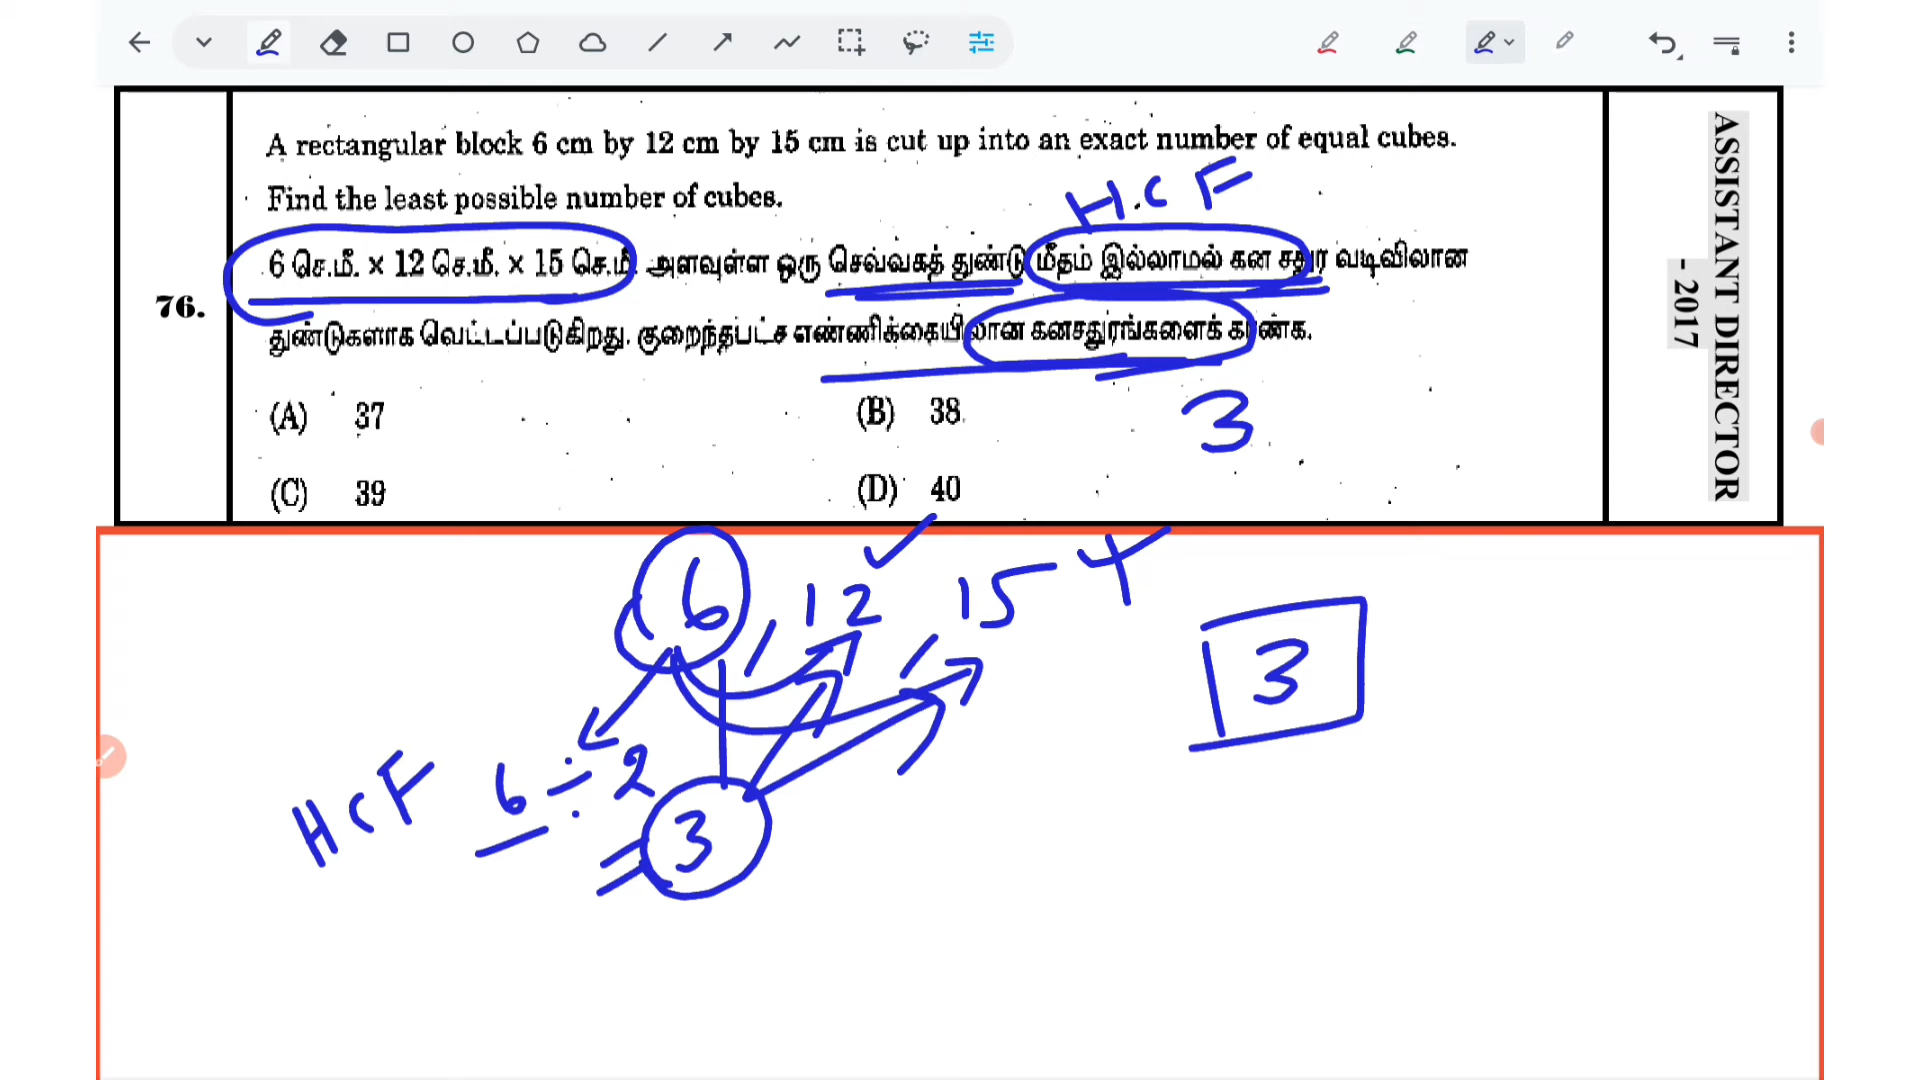 A rectangular block 6 cm by 12 cm by 15 cm is cut up into an exact number of equal cubes.
Find the least possible number of cubes.
H.C.F
6 செ.மீ. × 12 செ.மீ. × 15 செ.மீ. அளவுள்ள ஒரு செவ்வகத் துண்டு மீதம் இல்லாமல் கன சதுர வடிவிலான
76.
துண்டுகளாக வெட்டப்படுகிறது. குறைந்தபட்ச எண்ணிக்கையிலான கனசதுரங்களைக் காண்க.
(A) 37
(B) 38
3
(C) 39
(D) 40
ASSISTANT DIRECTOR
- 2017
6, 12, 15
3
HCF 6 ÷ 2
= 3